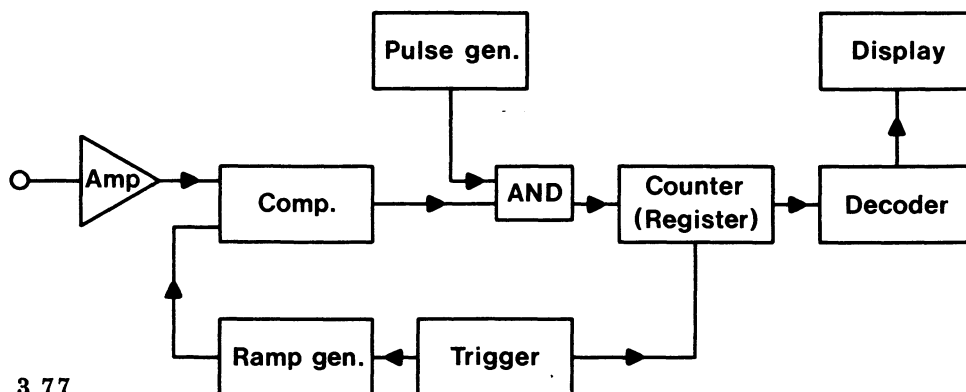 Pulse gen.
Display
Amp
Comp.
AND
Counter
(Register)
Decoder
Ramp gen.
Trigger
3.77